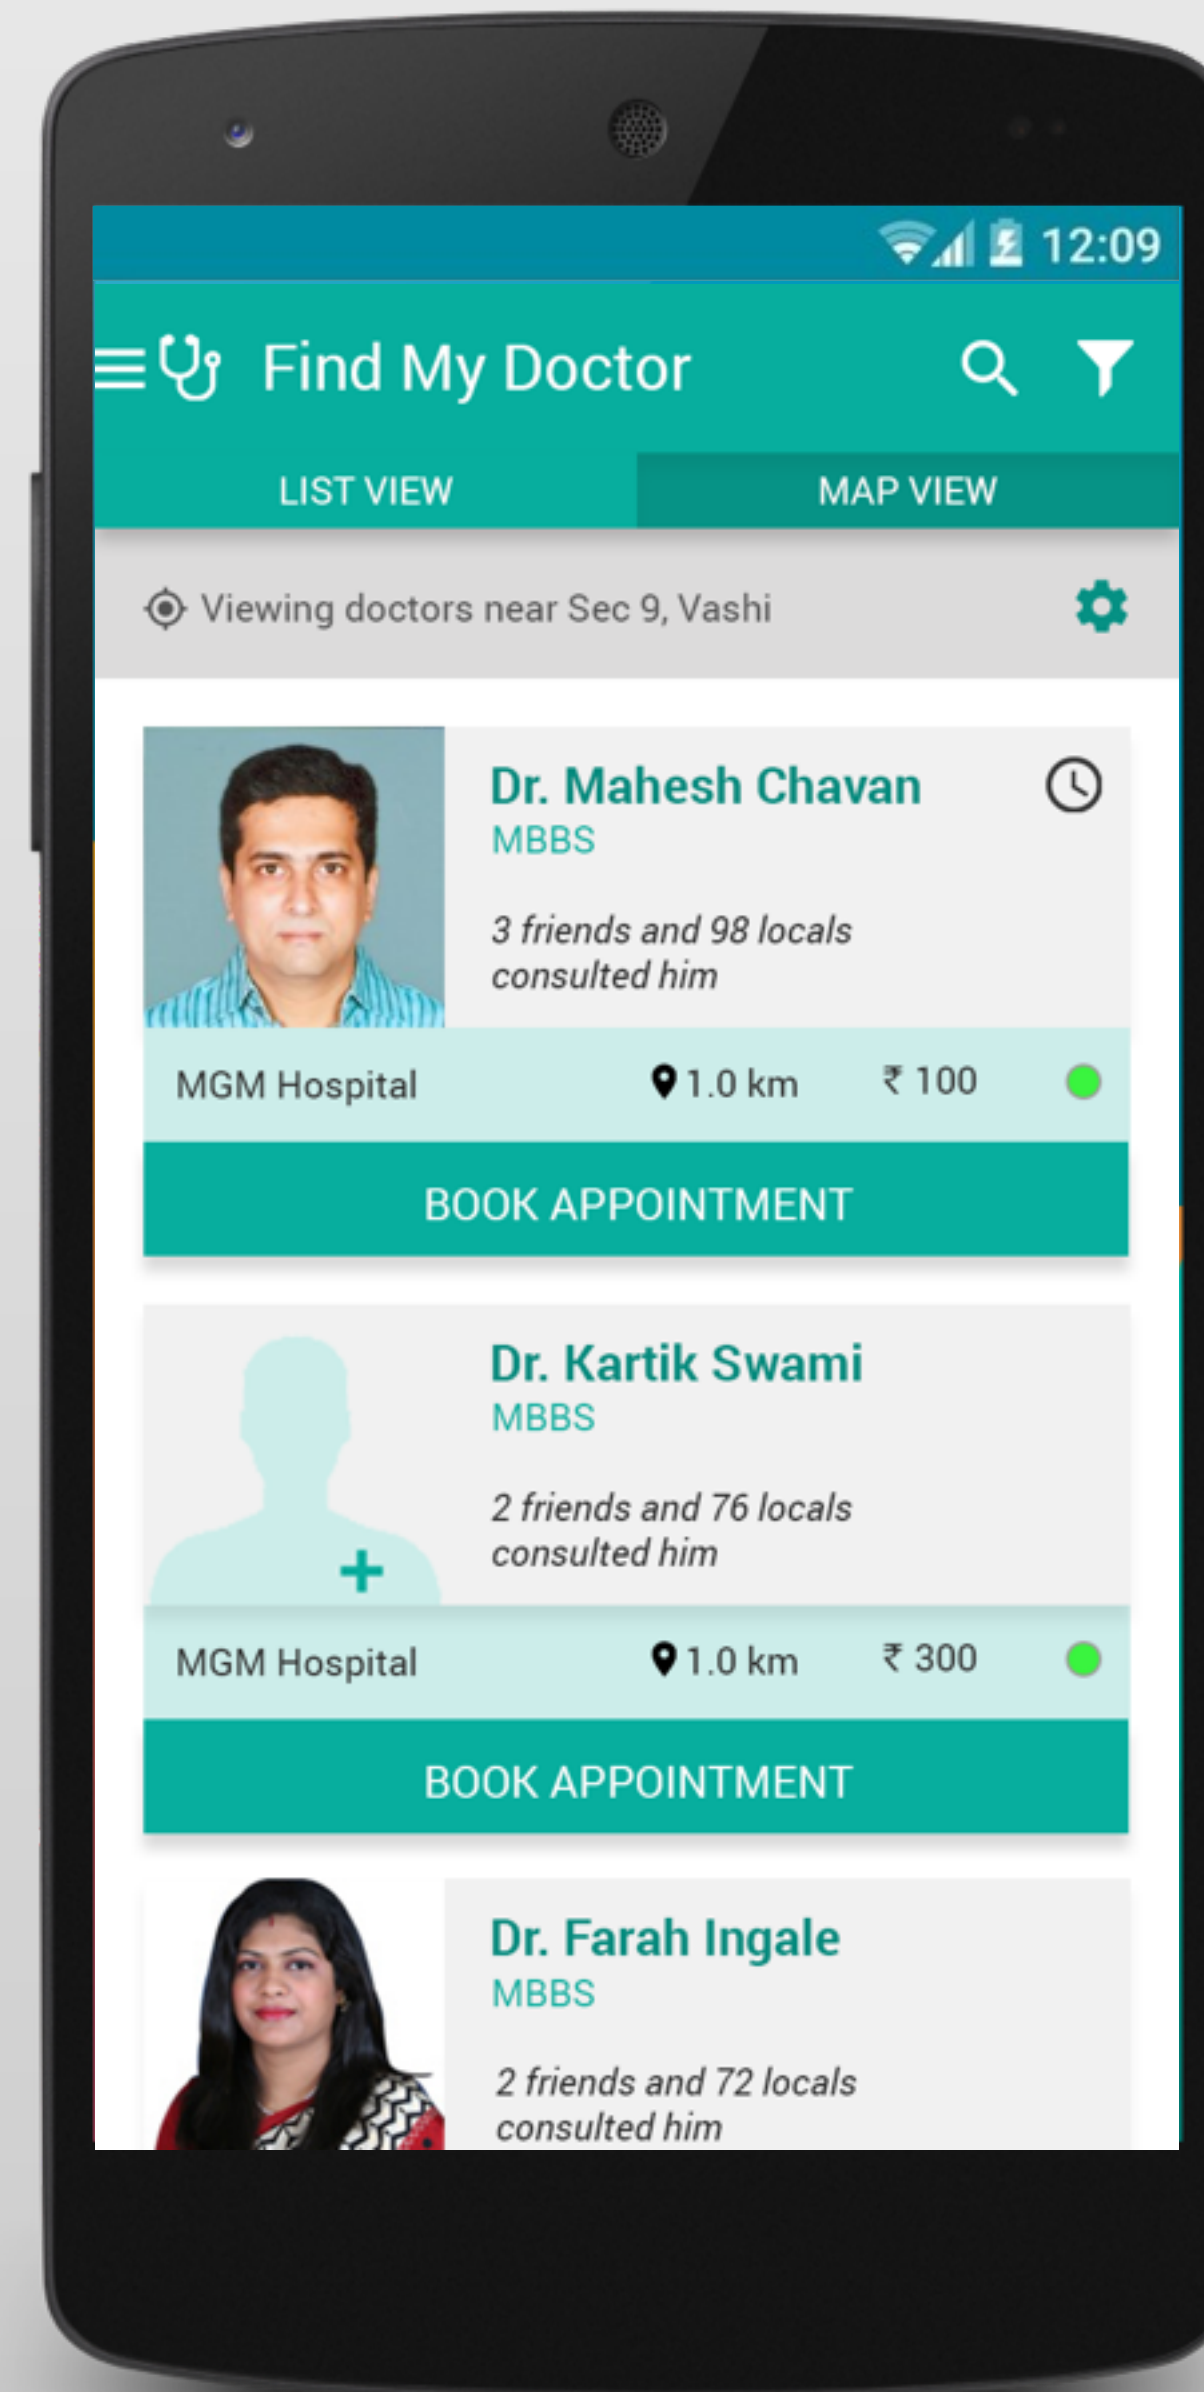 12:09
Find My Doctor
LIST VIEW MAP VIEW
Viewing doctors near Sec 9, Vashi
Dr. Mahesh Chavan
MBBS
3 friends and 98 locals
consulted him
MGM Hospital 1.0 km ₹ 100
BOOK APPOINTMENT
Dr. Kartik Swami
MBBS
2 friends and 76 locals
consulted him
MGM Hospital 1.0 km ₹ 300
BOOK APPOINTMENT
Dr. Farah Ingale
MBBS
2 friends and 72 locals
consulted him